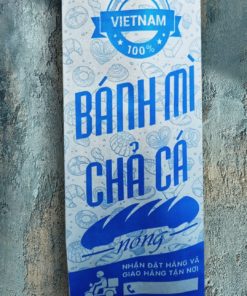 VIETNAM
100%
BÁNH MÌ
CHẢ CÁ
nóng
NHẬN ĐẶT HÀNG VÀ
GIAO HÀNG TẬN NƠI